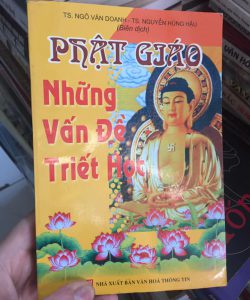 TS. NGÔ VĂN DOANH - TS. NGUYỄN HÙNG HẬU
(Biên dịch)
PHẬT GIÁO
Những
Vấn Đề
Triết Học
NHÀ XUẤT BẢN VĂN HOÁ THÔNG TIN